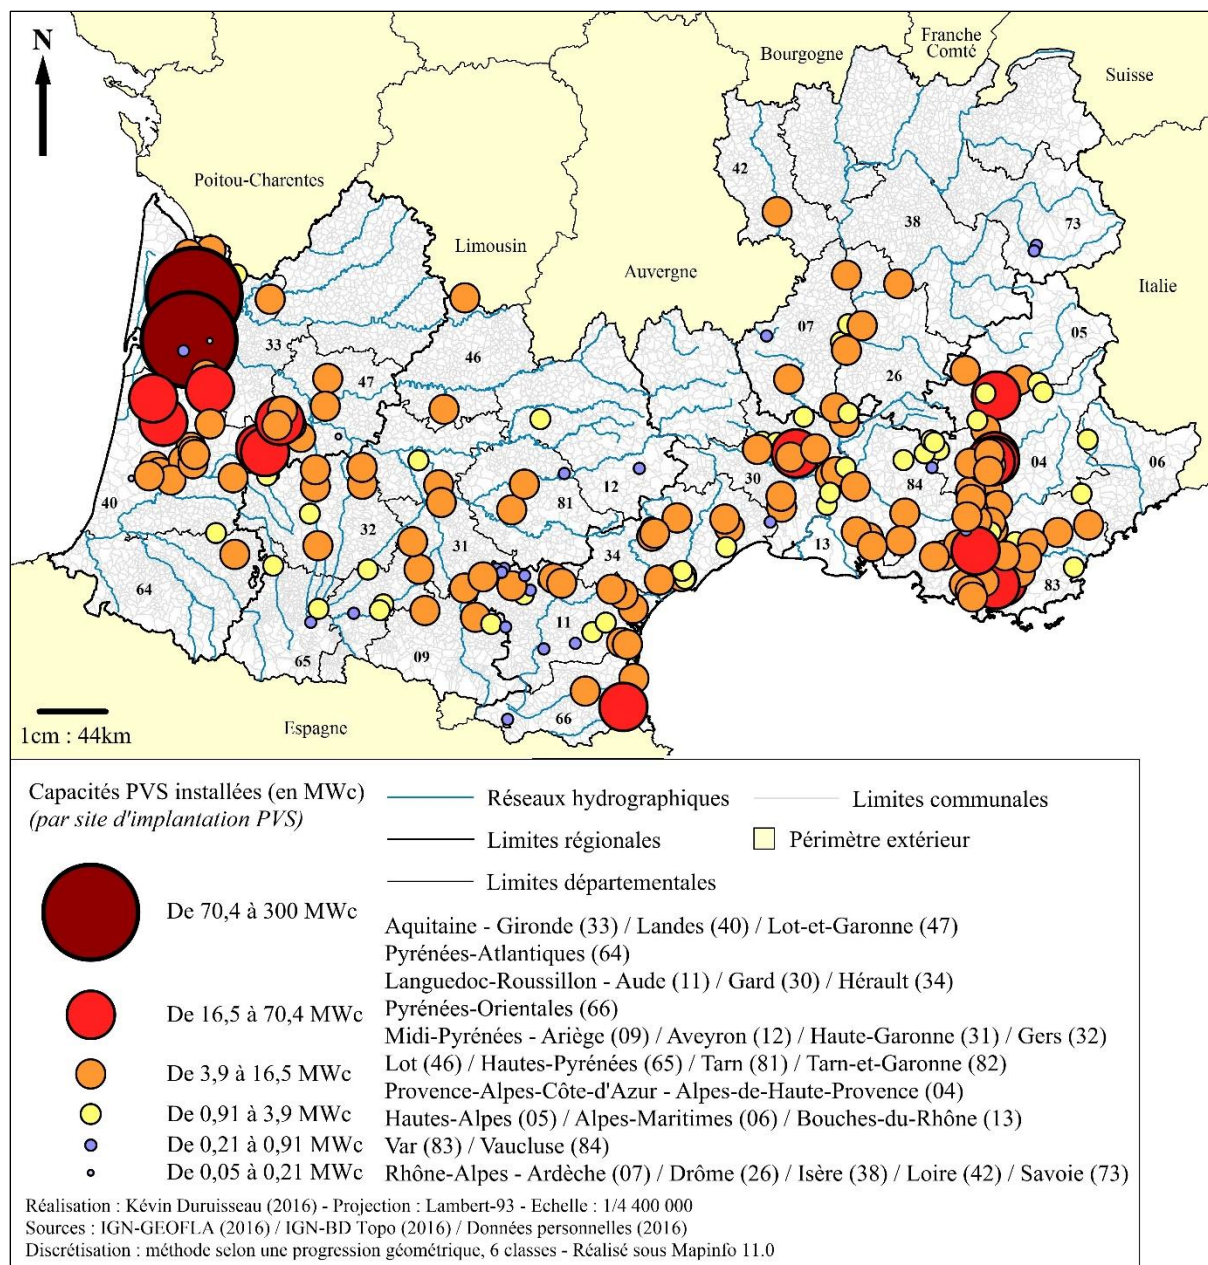 N
Bourgogne
Franche
Comté
Suisse
42
Poitou-Charentes
38
73
Limousin
Auvergne
Italie
07
05
33
46
47
26
04
06
12
30
84
40
81
32
31
34
13
64
83
11
65
09
66
Espagne
1cm : 44km
Capacités PVS installées (en MWc)
(par site d'implantation PVS)
Réseaux hydrographiques
Limites communales
Limites régionales
Périmètre extérieur
Limites départementales
De 70,4 à 300 MWc
De 16,5 à 70,4 MWc
De 3,9 à 16,5 MWc
De 0,91 à 3,9 MWc
De 0,21 à 0,91 MWc
De 0,05 à 0,21 MWc
Aquitaine - Gironde (33) / Landes (40) / Lot-et-Garonne (47)
Pyrénées-Atlantiques (64)
Languedoc-Roussillon - Aude (11) / Gard (30) / Hérault (34)
Pyrénées-Orientales (66)
Midi-Pyrénées - Ariège (09) / Aveyron (12) / Haute-Garonne (31) / Gers (32)
Lot (46) / Hautes-Pyrénées (65) / Tarn (81) / Tarn-et-Garonne (82)
Provence-Alpes-Côte-d'Azur - Alpes-de-Haute-Provence (04)
Hautes-Alpes (05) / Alpes-Maritimes (06) / Bouches-du-Rhône (13)
Var (83) / Vaucluse (84)
Rhône-Alpes - Ardèche (07) / Drôme (26) / Isère (38) / Loire (42) / Savoie (73)
Réalisation : Kévin Duruisseau (2016) - Projection : Lambert-93 - Echelle : 1/4 400 000
Sources : IGN-GEOFLA (2016) / IGN-BD Topo (2016) / Données personnelles (2016)
Discrétisation : méthode selon une progression géométrique, 6 classes - Réalisé sous Mapinfo 11.0